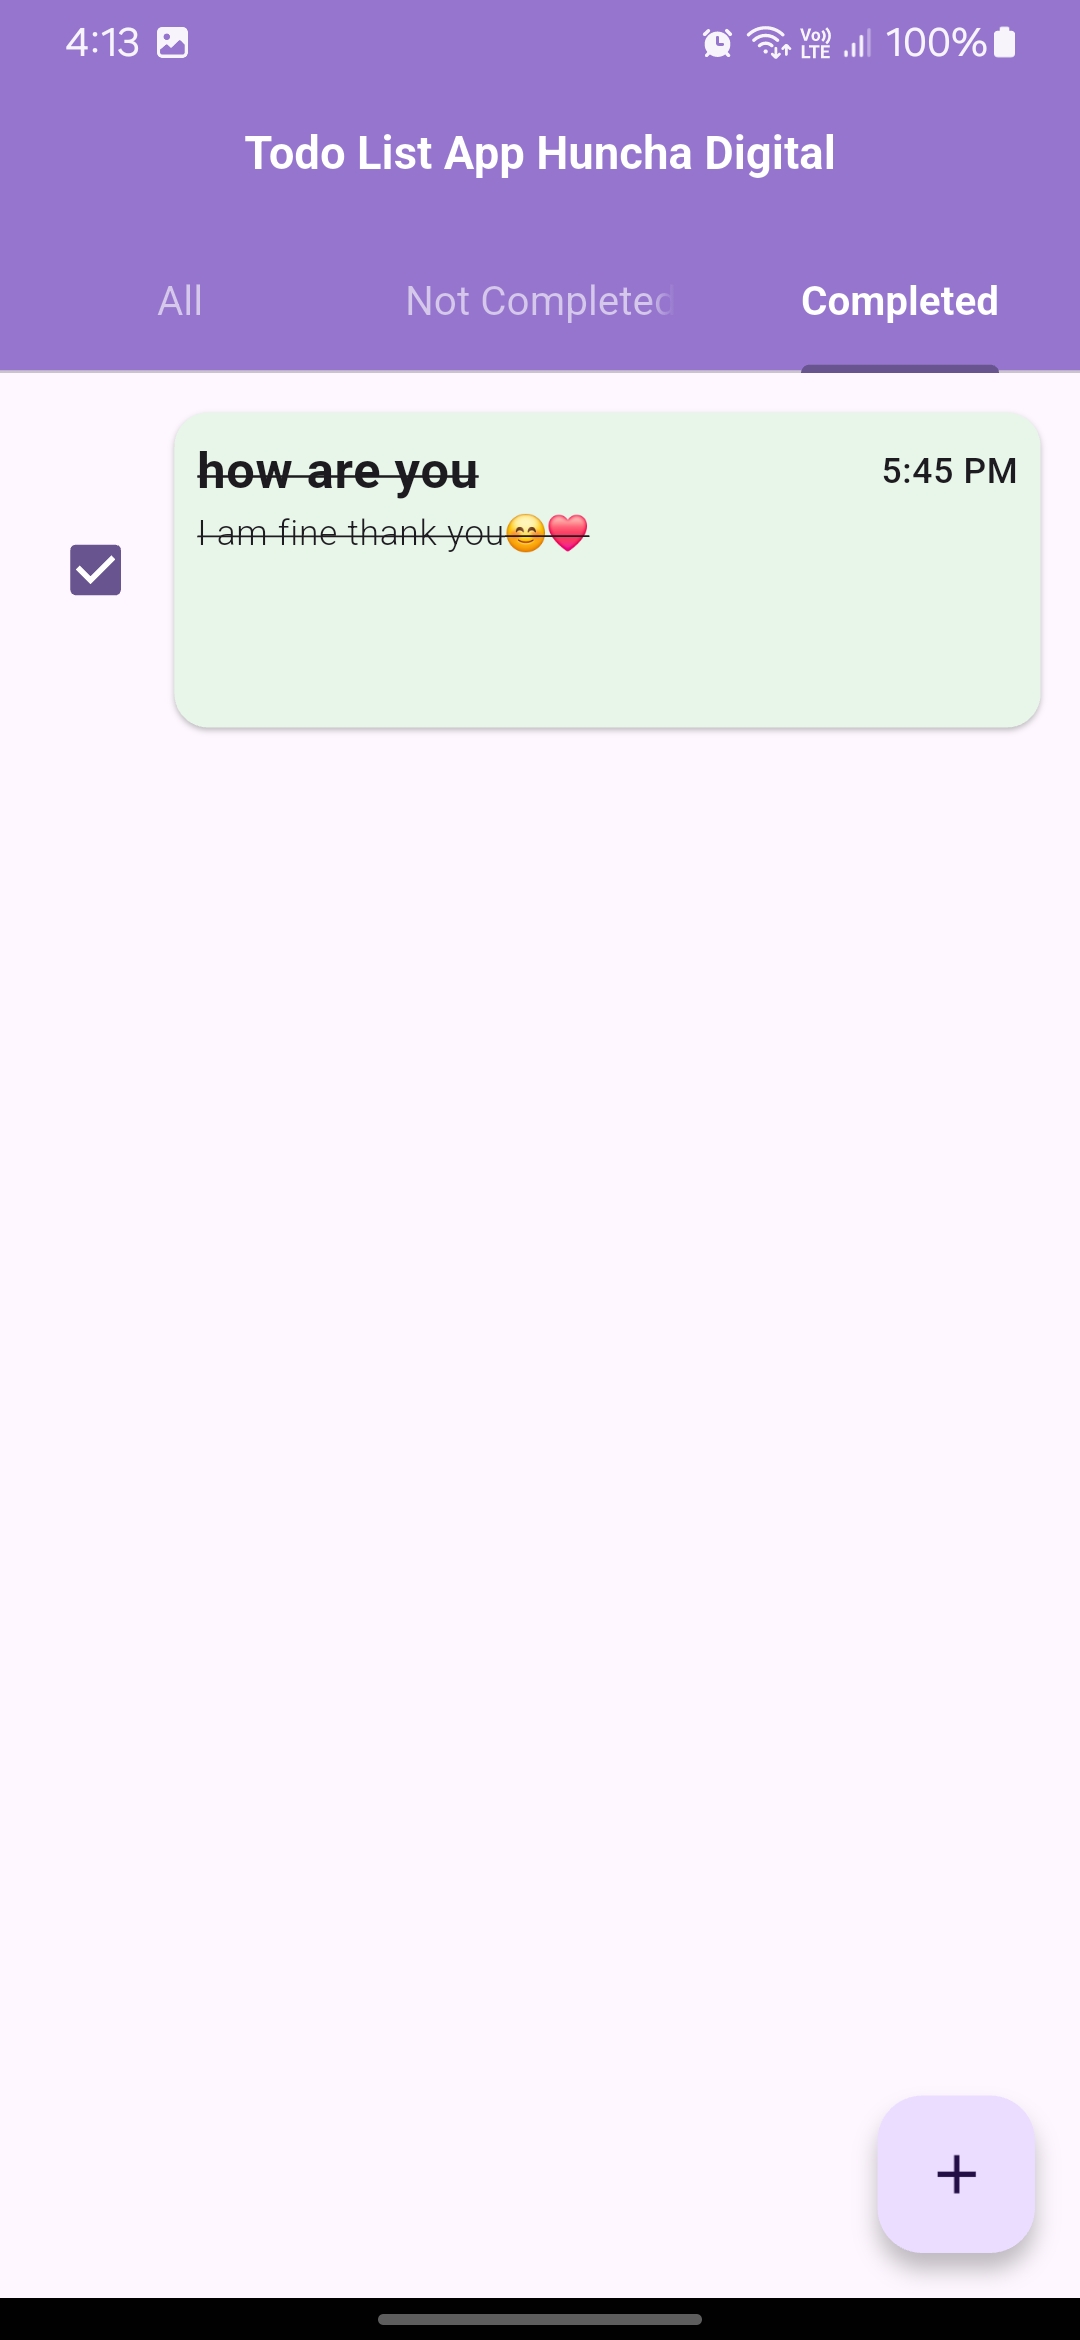 4:13 Vo)) LTE 100%
Todo List App Huncha Digital
All Not Completed Completed
how are you 5:45 PM
I am fine thank you😊❤️